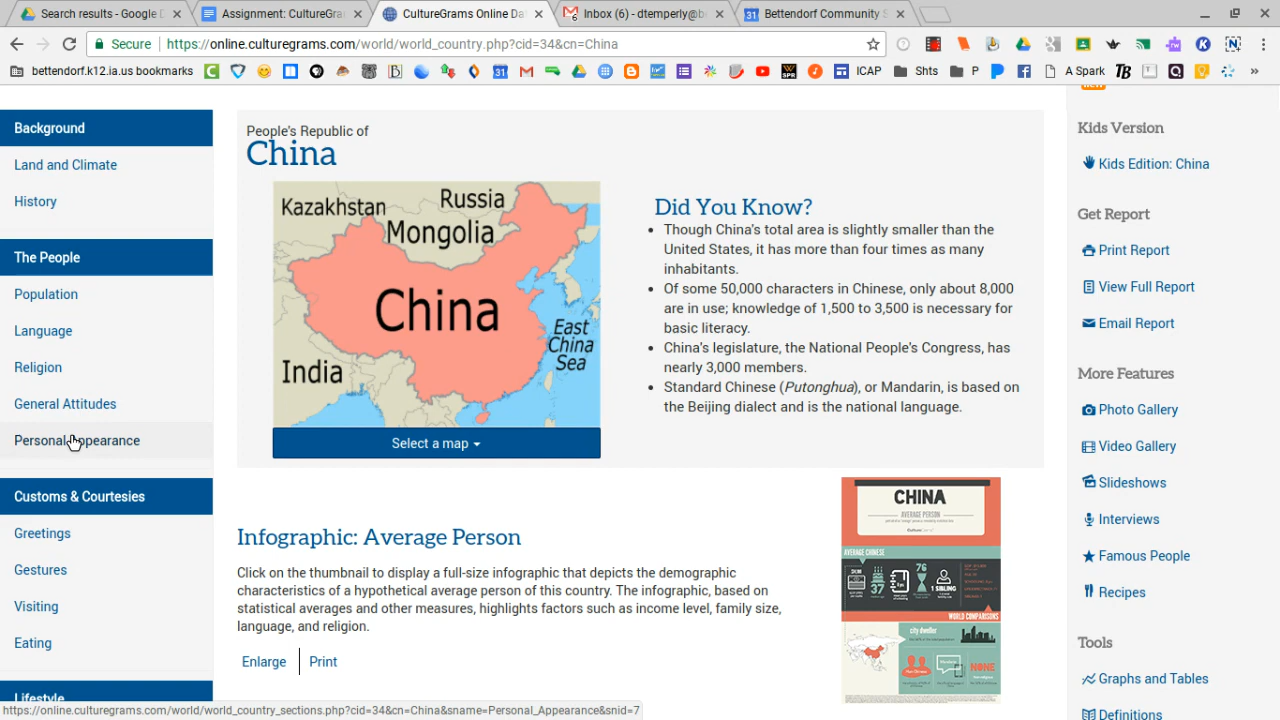 Search results - Google D
Assignment: CultureGra
CultureGrams Online Da
Inbox (6) - dtemperly@b
Bettendorf Community S
Secure
https://online.culturegrams.com/world/world_country.php?cid=34&cn=China
bettendorf.k12.ia.us bookmarks
ICAP
Shts
P
A Spark
TB
»
Background
Land and Climate
History
The People
Population
Language
Religion
General Attitudes
Personal Appearance
Customs & Courtesies
Greetings
Gestures
Visiting
Eating
Lifestyle
https://online.culturegrams.com/world/world_country_sections.php?cid=34&cn=China&sname=Personal_Appearance&snid=7
People's Republic of
China
Kazakhstan
Russia
Mongolia
China
East
China
Sea
India
Select a map
Did You Know?
Though China's total area is slightly smaller than the
United States, it has more than four times as many
inhabitants.
Of some 50,000 characters in Chinese, only about 8,000
are in use; knowledge of 1,500 to 3,500 is necessary for
basic literacy.
China's legislature, the National People's Congress, has
nearly 3,000 members.
Standard Chinese (Putonghua), or Mandarin, is based on
the Beijing dialect and is the national language.
Infographic: Average Person
Click on the thumbnail to display a full-size infographic that depicts the demographic
characteristics of a hypothetical average person of this country. The infographic, based on
statistical averages and other measures, highlights factors such as income level, family size,
language, and religion.
Enlarge
Print
CHINA
AVERAGE PERSON
AVERAGE CHINESE
37
76
1 SIBLING
WORLD COMPARISONS
city dweller
NONE
Kids Version
Kids Edition: China
Get Report
Print Report
View Full Report
Email Report
More Features
Photo Gallery
Video Gallery
Slideshows
Interviews
Famous People
Recipes
Tools
Graphs and Tables
Definitions